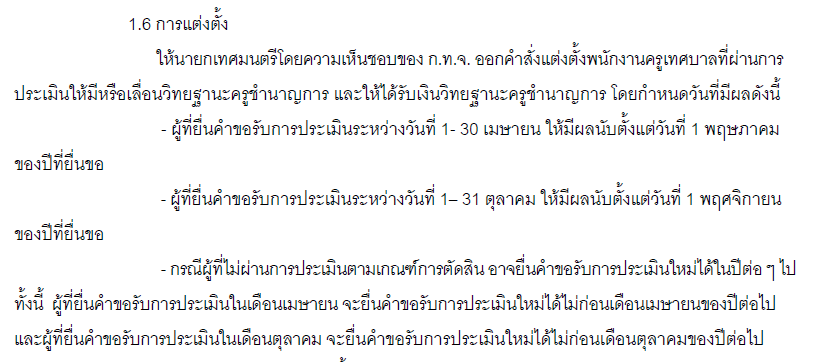 1.6 การแต่งตั้ง
ให้นายกเทศมนตรีโดยความเห็นชอบของ ก.ท.จ. ออกคำสั่งแต่งตั้งพนักงานครูเทศบาลที่ผ่านการ
ประเมินให้มีหรือเลื่อนวิทยฐานะครูชำนาญการ และให้ได้รับเงินวิทยฐานะครูชำนาญการ โดยกำหนดวันที่มีผลดังนี้
- ผู้ที่ยื่นคำขอรับการประเมินระหว่างวันที่ 1- 30 เมษายน ให้มีผลนับตั้งแต่วันที่ 1 พฤษภาคม
ของปีที่ยื่นขอ
- ผู้ที่ยื่นคำขอรับการประเมินระหว่างวันที่ 1– 31 ตุลาคม ให้มีผลนับตั้งแต่วันที่ 1 พฤศจิกายน
ของปีที่ยื่นขอ
- กรณีผู้ที่ไม่ผ่านการประเมินตามเกณฑ์การตัดสิน อาจยื่นคำขอรับการประเมินใหม่ได้ในปีต่อ ๆ ไป
ทั้งนี้ ผู้ที่ยื่นคำขอรับการประเมินในเดือนเมษายน จะยื่นคำขอรับการประเมินใหม่ได้ไม่ก่อนเดือนเมษายนของปีต่อไป
และผู้ที่ยื่นคำขอรับการประเมินในเดือนตุลาคม จะยื่นคำขอรับการประเมินใหม่ได้ไม่ก่อนเดือนตุลาคมของปีต่อไป